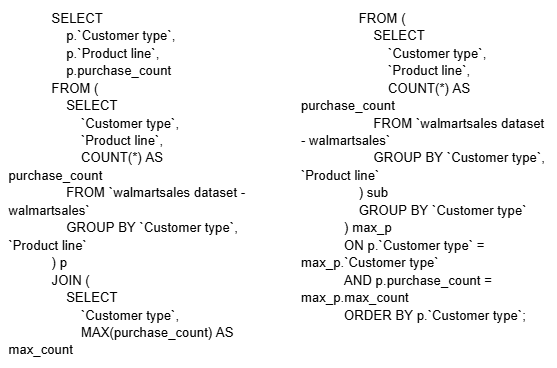 SELECT
p.`Customer type`,
p.`Product line`,
p.purchase_count
FROM (
SELECT
`Customer type`,
`Product line`,
COUNT(*) AS
purchase_count
FROM `walmartsales dataset -
walmartsales`
GROUP BY `Customer type`,
`Product line`
) p
JOIN (
SELECT
`Customer type`,
MAX(purchase_count) AS
max_count
FROM (
SELECT
`Customer type`,
`Product line`,
COUNT(*) AS
purchase_count
FROM `walmartsales dataset
- walmartsales`
GROUP BY `Customer type`,
`Product line`
) sub
GROUP BY `Customer type`
) max_p
ON p.`Customer type` =
max_p.`Customer type`
AND p.purchase_count =
max_p.max_count
ORDER BY p.`Customer type`;